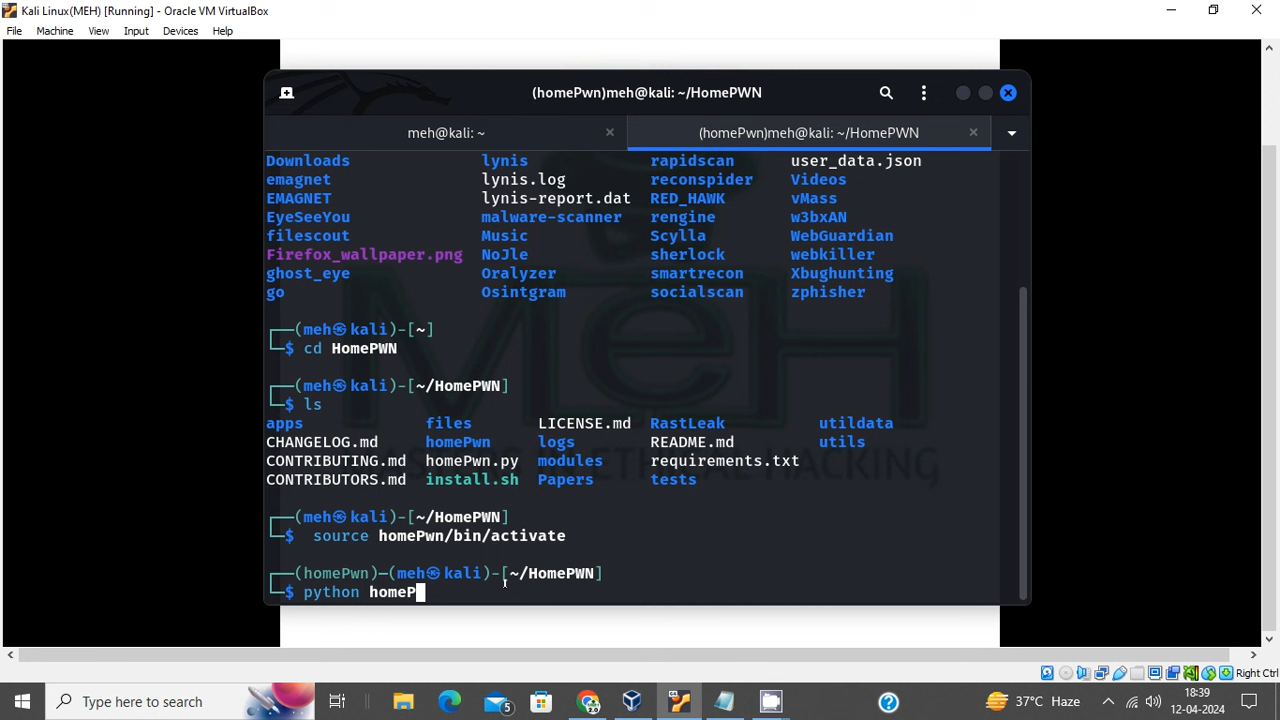 Kali Linux(MEH) [Running] - Oracle VM VirtualBox
File Machine View Input Devices Help
(homePwn)meh@kali: ~/HomePWN
meh@kali: ~ (homePwn)meh@kali: ~/HomePWN
Downloads lynis rapidscan user_data.json
emagnet lynis.log reconspider Videos
EMAGNET lynis-report.dat RED_HAWK vMass
EyeSeeYou malware-scanner rengine w3bxAN
filescout Music Scylla WebGuardian
Firefox_wallpaper.png NoJle sherlock webkiller
ghost_eye Oralyzer smartrecon Xbughunting
go Osintgram socialscan zphisher
┌──(meh㉿kali)-[~]
└─$ cd HomePWN
┌──(meh㉿kali)-[~/HomePWN]
└─$ ls
apps files LICENSE.md RastLeak utildata
CHANGELOG.md homePwn logs README.md utils
CONTRIBUTING.md homePwn.py modules requirements.txt
CONTRIBUTORS.md install.sh Papers tests
┌──(meh㉿kali)-[~/HomePWN]
└─$ source homePwn/bin/activate
┌──(homePwn)─(meh㉿kali)-[~/HomePWN]
└─$ python homeP
Right Ctrl
Type here to search
5
2.0
37°C Haze
18:39
12-04-2024